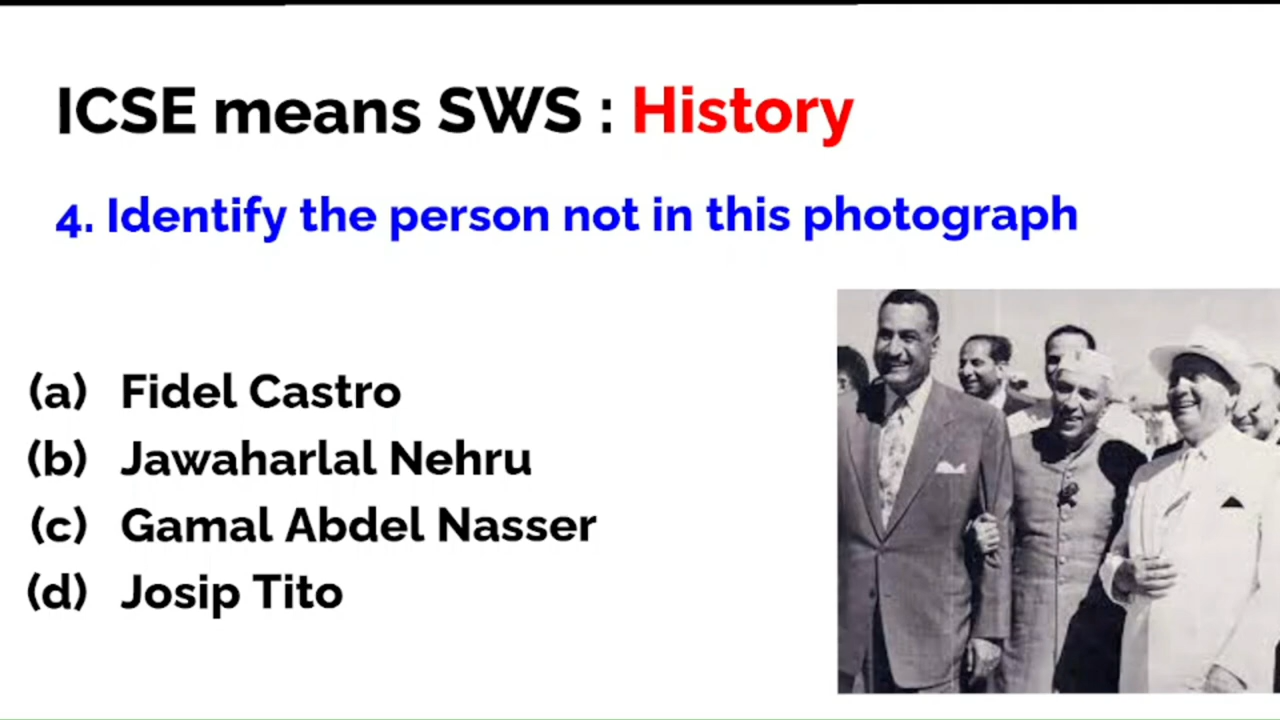 ICSE means SWS : History
4. Identify the person not in this photograph
(a) Fidel Castro
(b) Jawaharlal Nehru
(c) Gamal Abdel Nasser
(d) Josip Tito